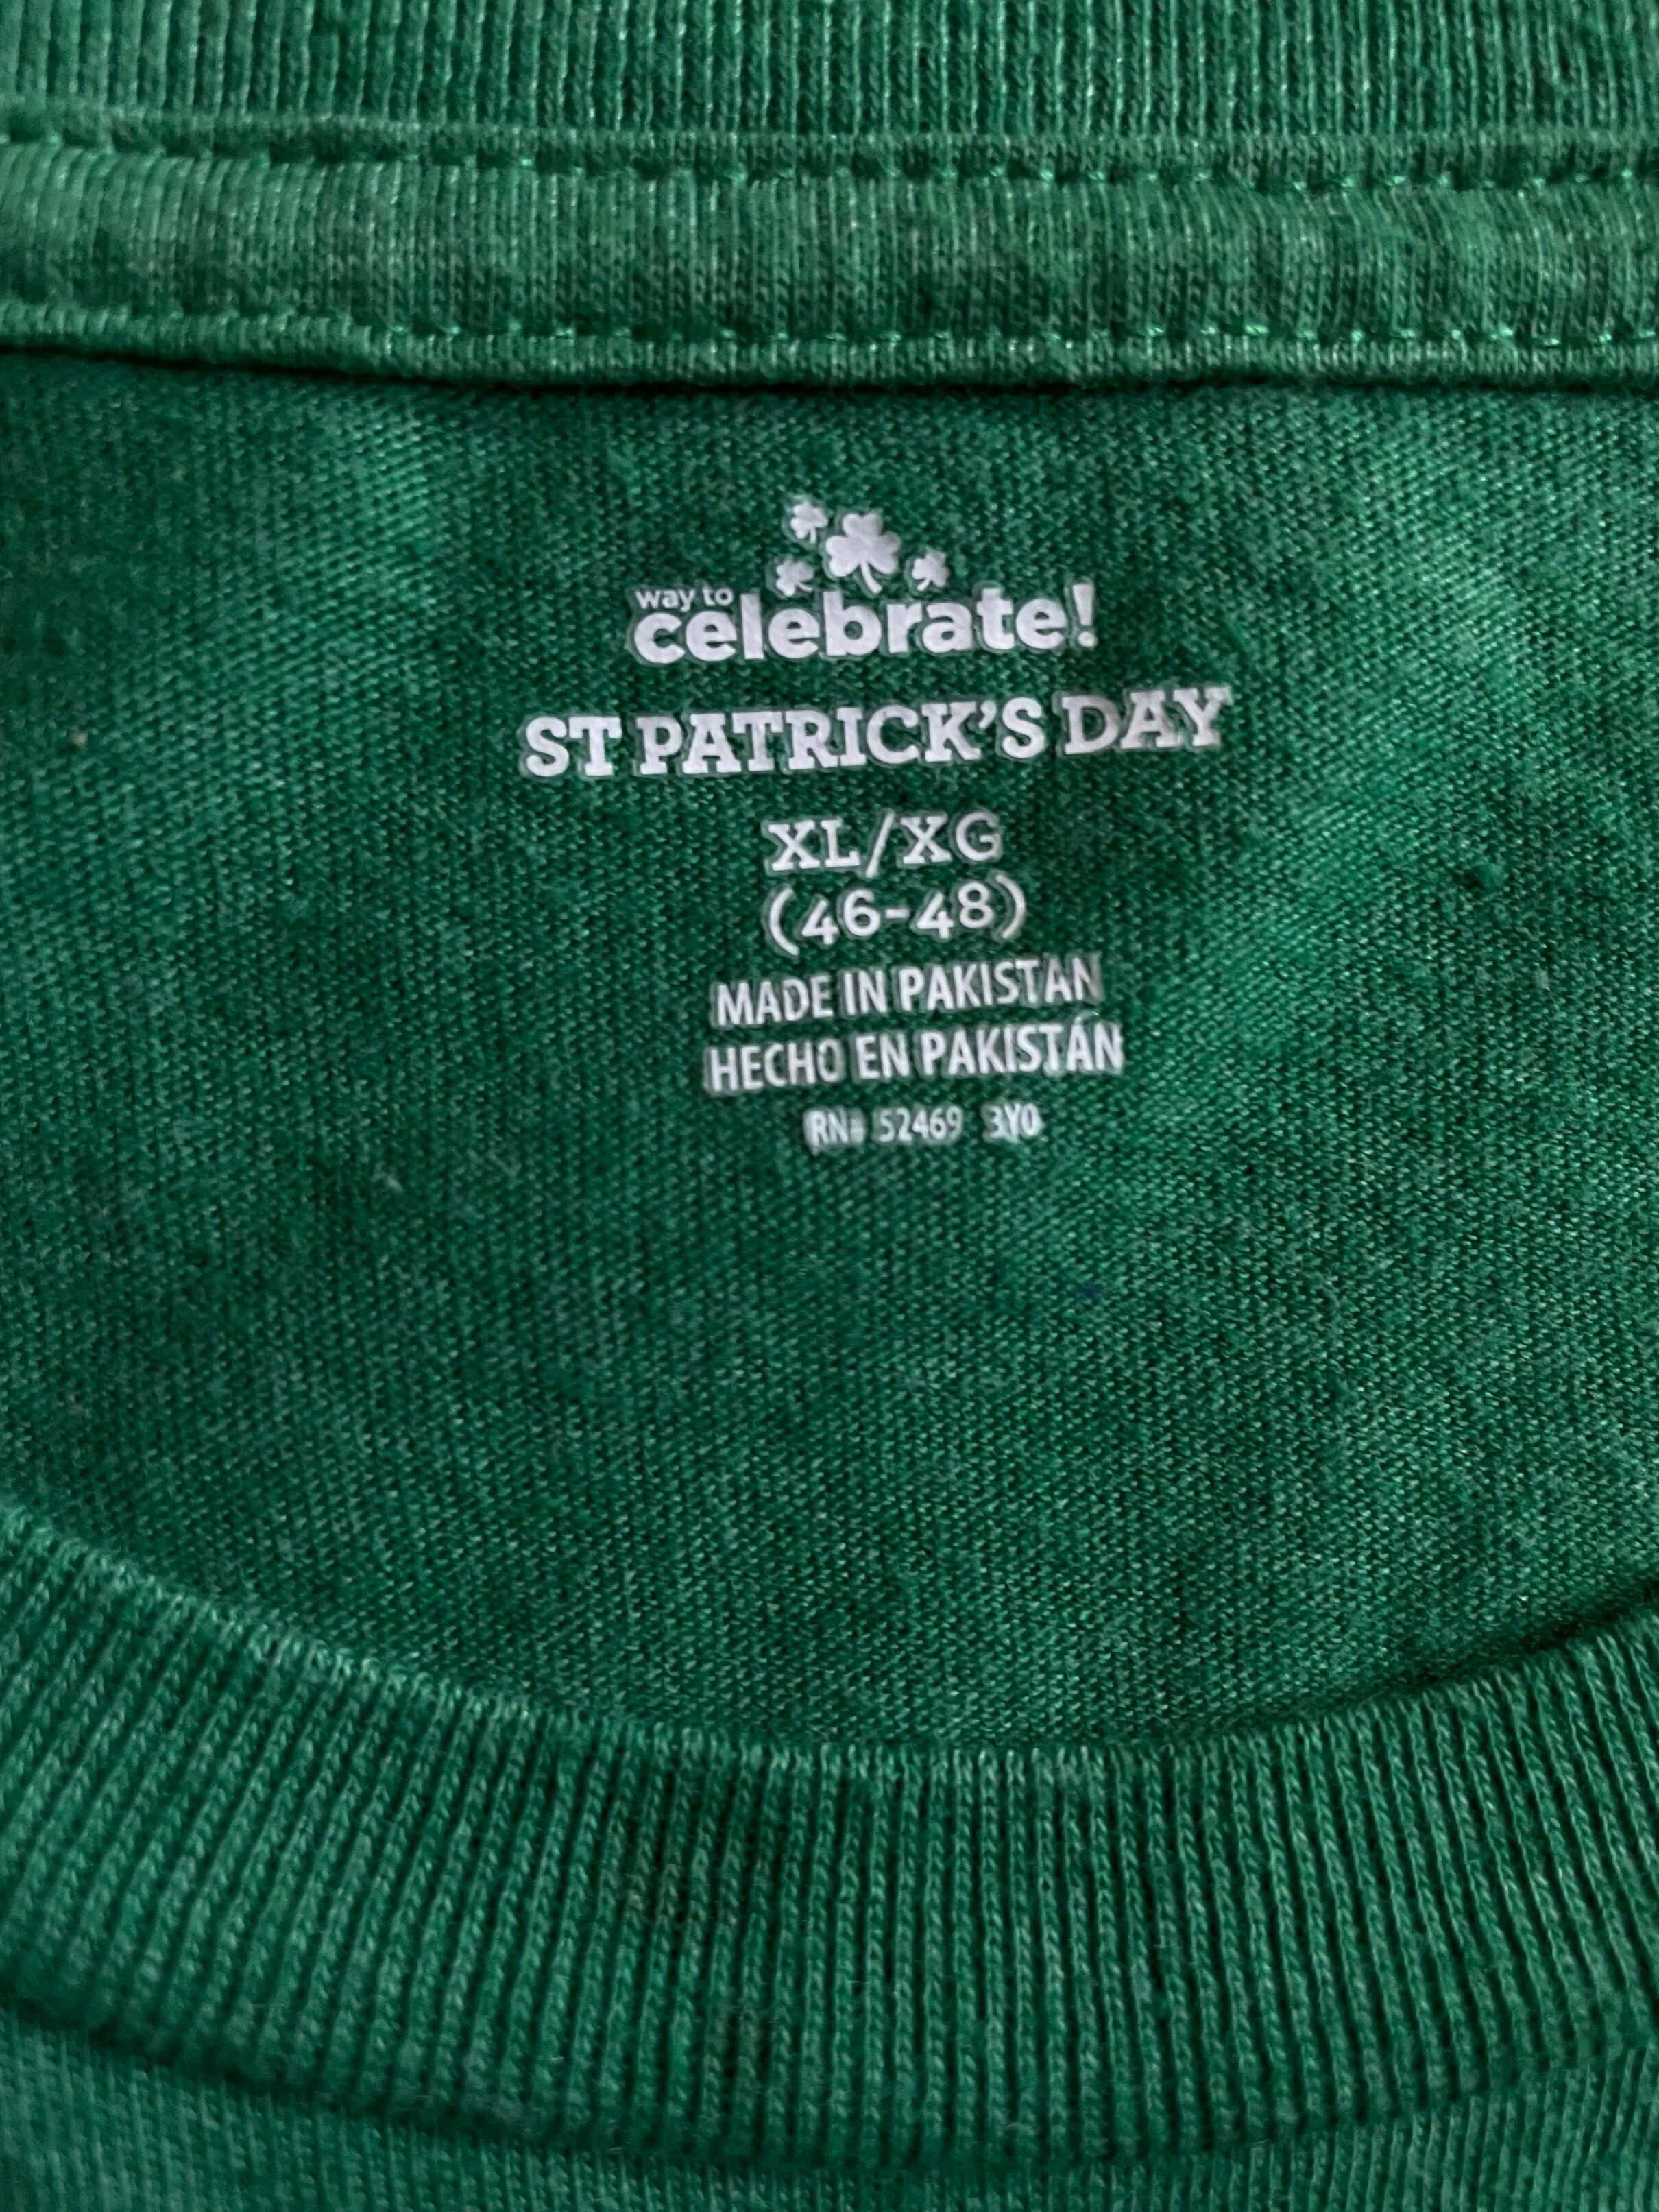 way to
celebrate!
ST PATRICK'S DAY
XL/XG
(46-48)
MADE IN PAKISTAN
HECHO EN PAKISTÁN
RN# 52469 3Y0